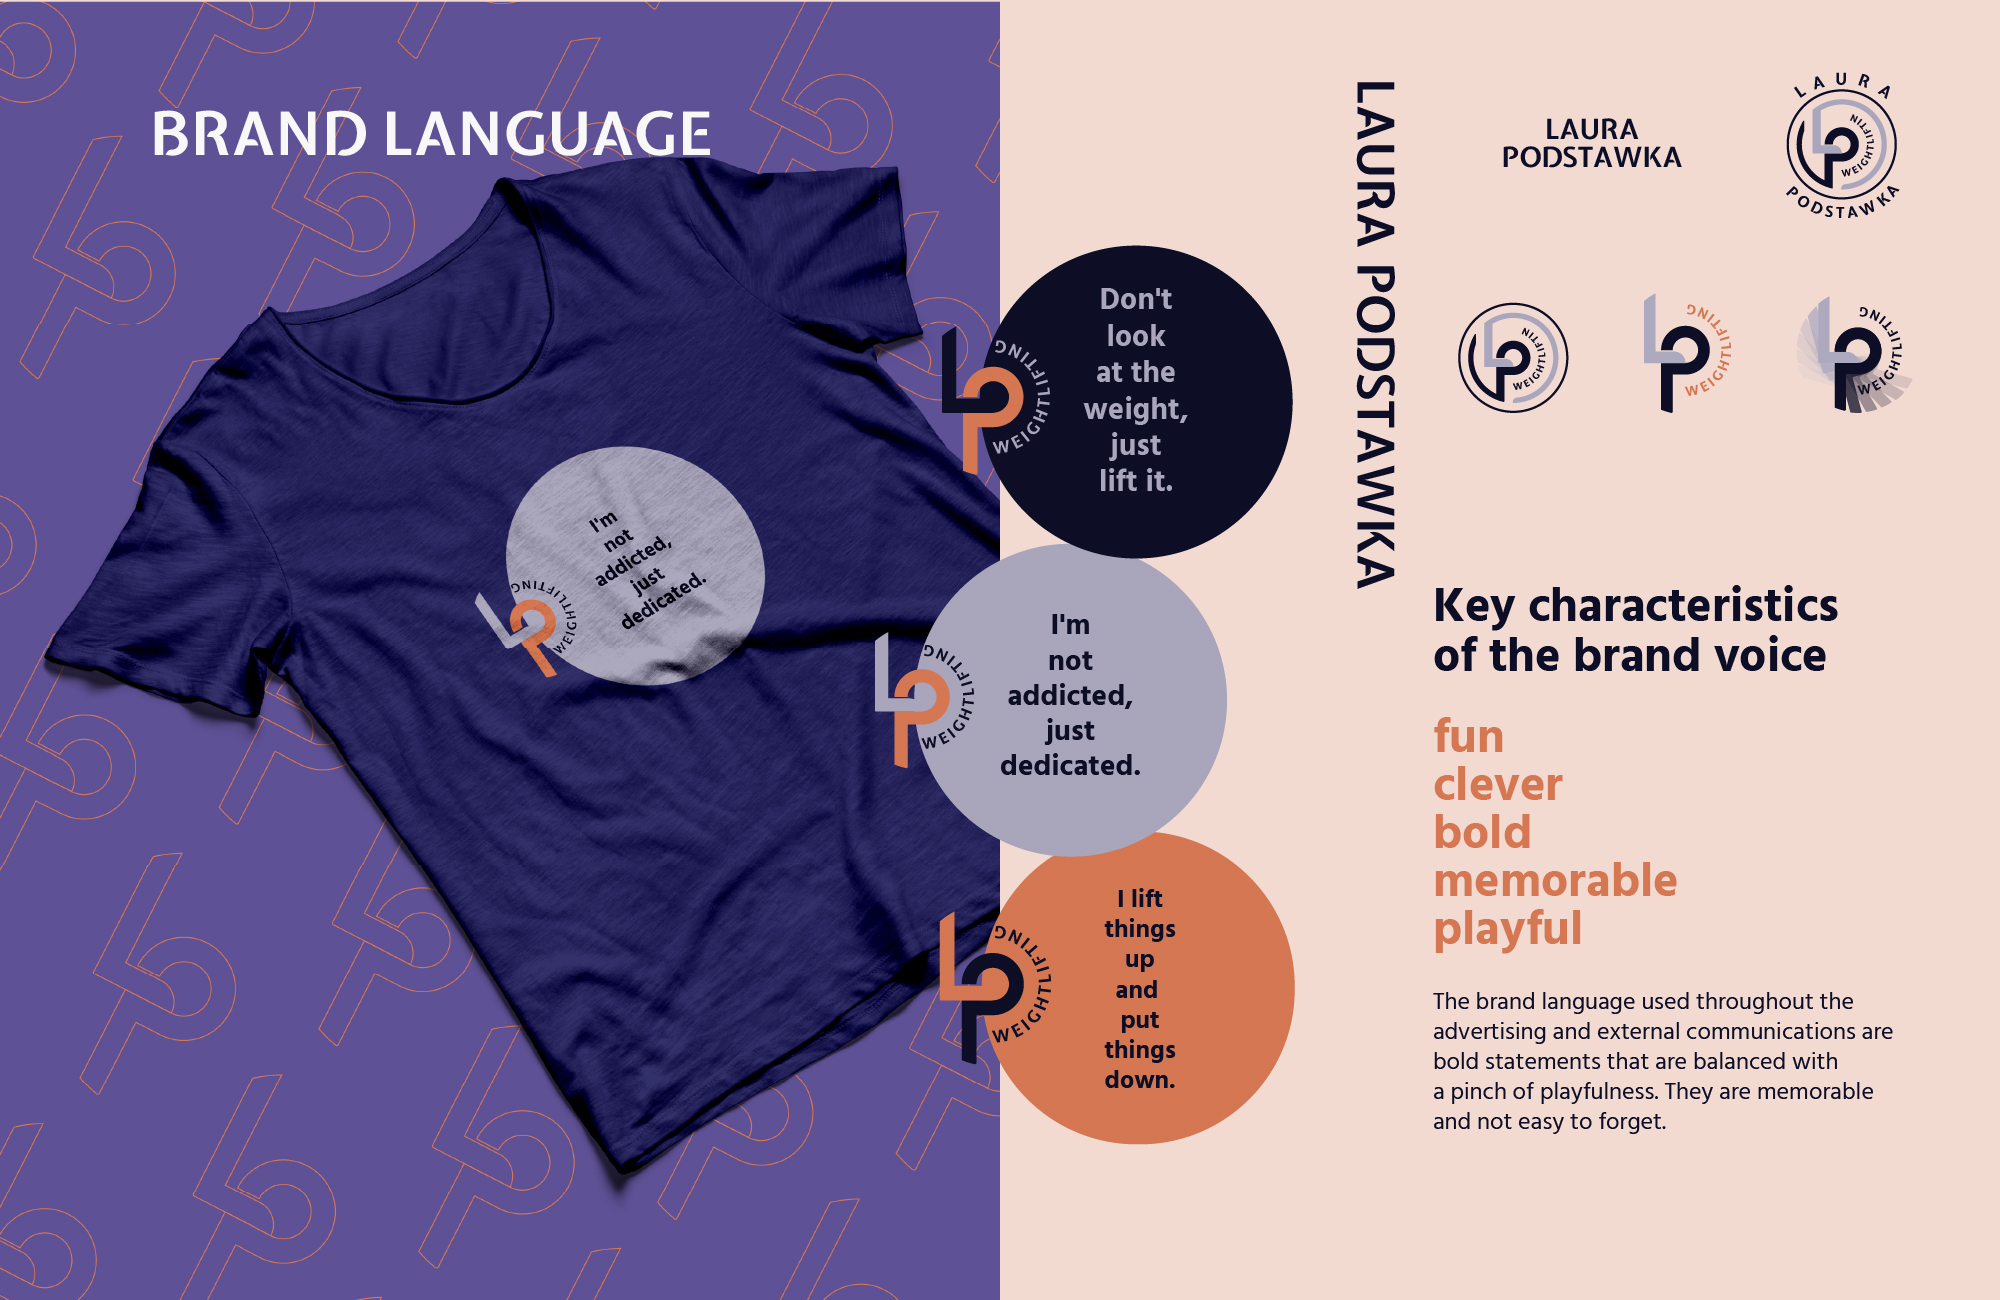 BRAND LANGUAGE
I'm
not
addicted,
just
dedicated.
WEIGHTLIFTING
Don't
look
at the
weight,
just
lift it.
WEIGHTLIFTING
I'm
not
addicted,
just
dedicated.
WEIGHTLIFTING
I lift
things
up
and
put
things
down.
WEIGHTLIFTING
LAURA PODSTAWKA
LAURA
PODSTAWKA
LAURA
WEIGHTLIFTIN
PODSTAWKA
WEIGHTLIFTIN
WEIGHTLIFTING
WEIGHTLIFTING
Key characteristics
of the brand voice
fun
clever
bold
memorable
playful
The brand language used throughout the
advertising and external communications are
bold statements that are balanced with
a pinch of playfulness. They are memorable
and not easy to forget.